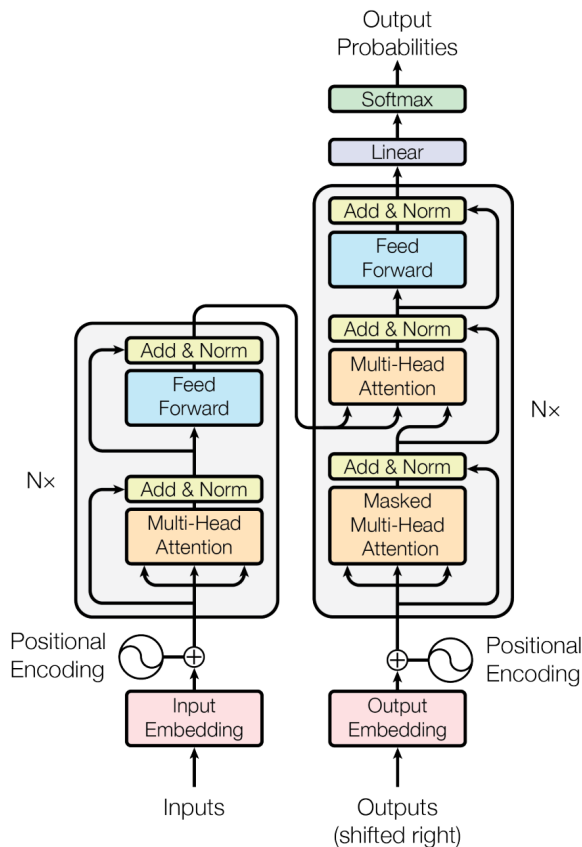 Output
Probabilities
Softmax
Linear
Add & Norm
Feed
Forward
Add & Norm
Multi-Head
Attention
Add & Norm
Masked
Multi-Head
Attention
N×
Add & Norm
Feed
Forward
Add & Norm
Multi-Head
Attention
N×
Positional
Encoding
Positional
Encoding
Input
Embedding
Output
Embedding
Inputs
Outputs
(shifted right)